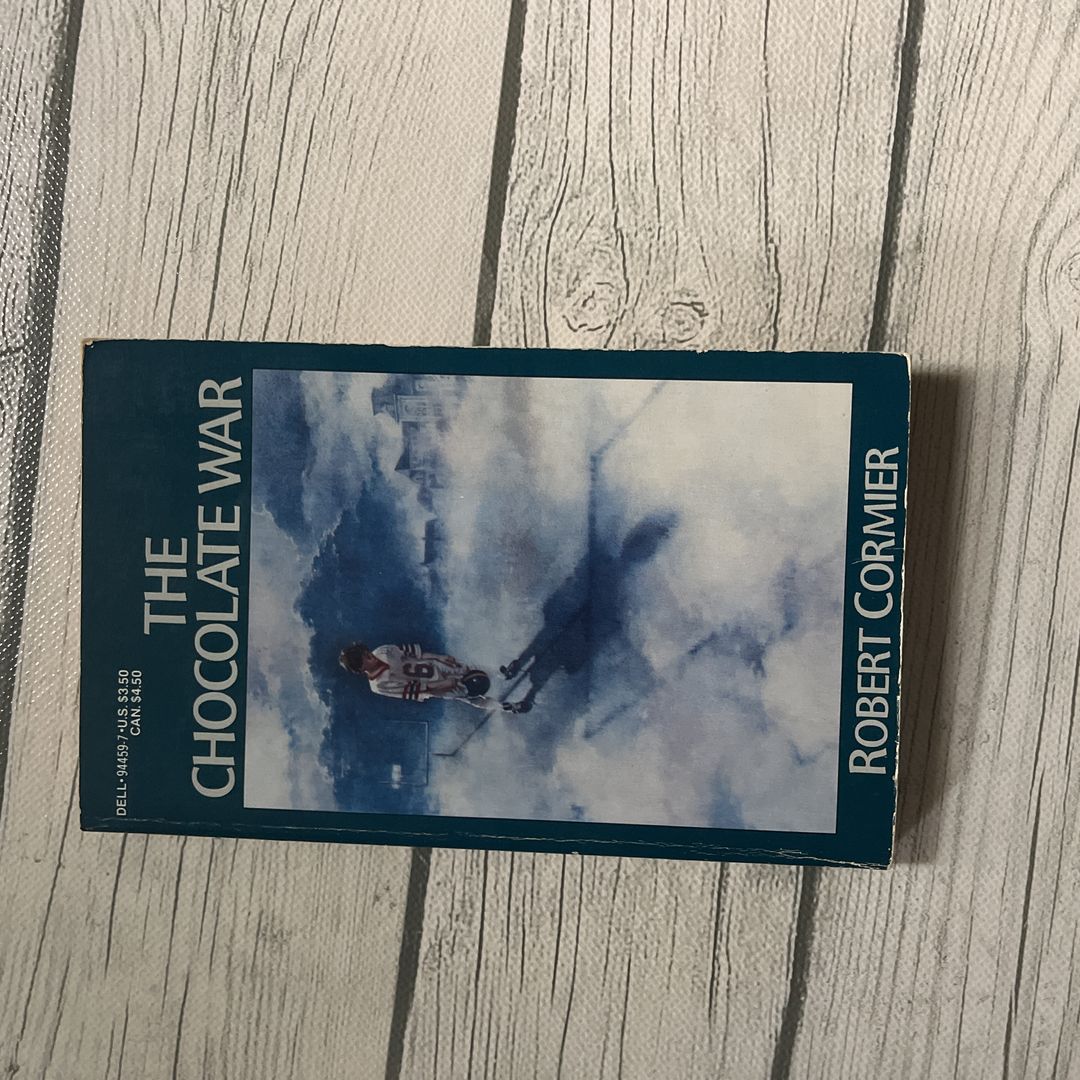 DELL • 94459-7 • U.S. $3.50
CAN. $4.50
THE
CHOCOLATE WAR
ROBERT CORMIER